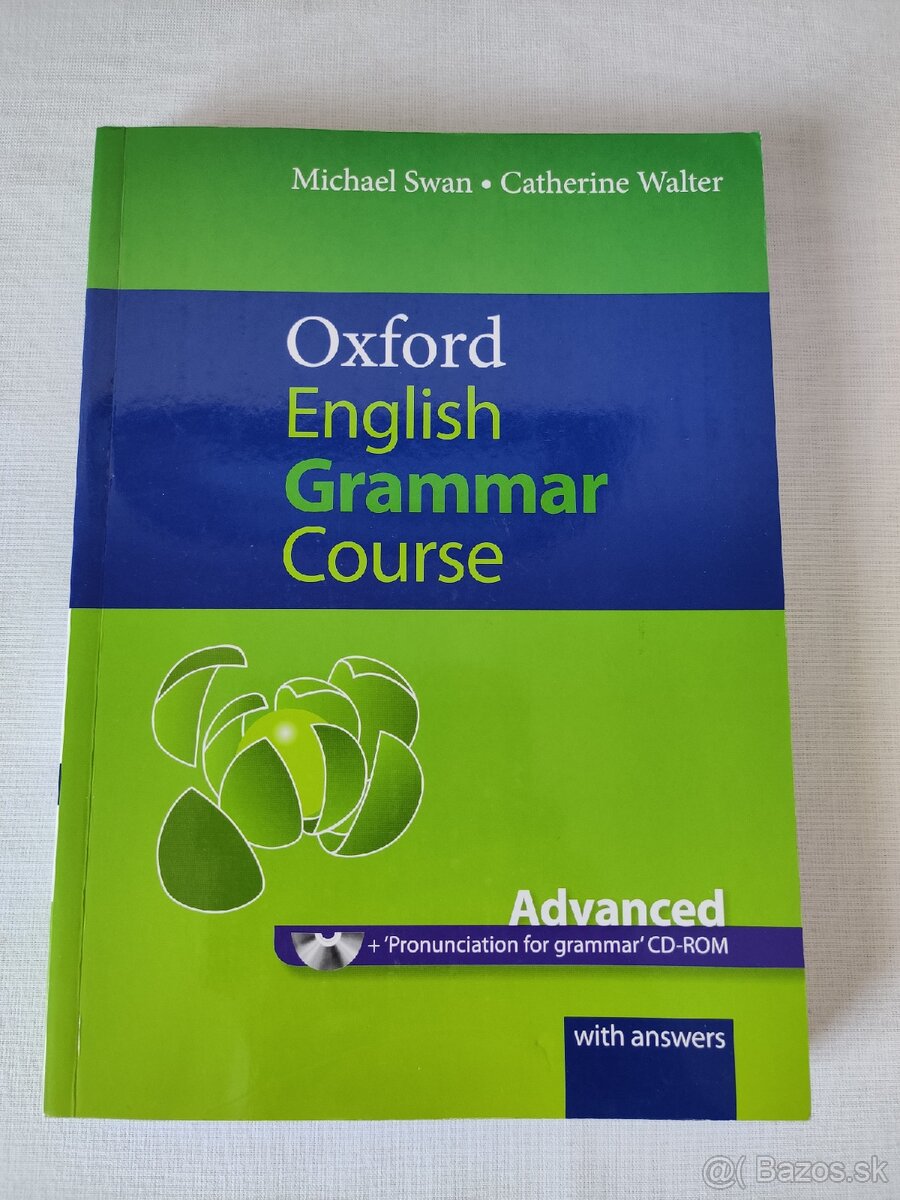 Michael Swan • Catherine Walter
Oxford
English
Grammar
Course
Advanced
+ 'Pronunciation for grammar' CD-ROM
with answers
@( Bazos.sk